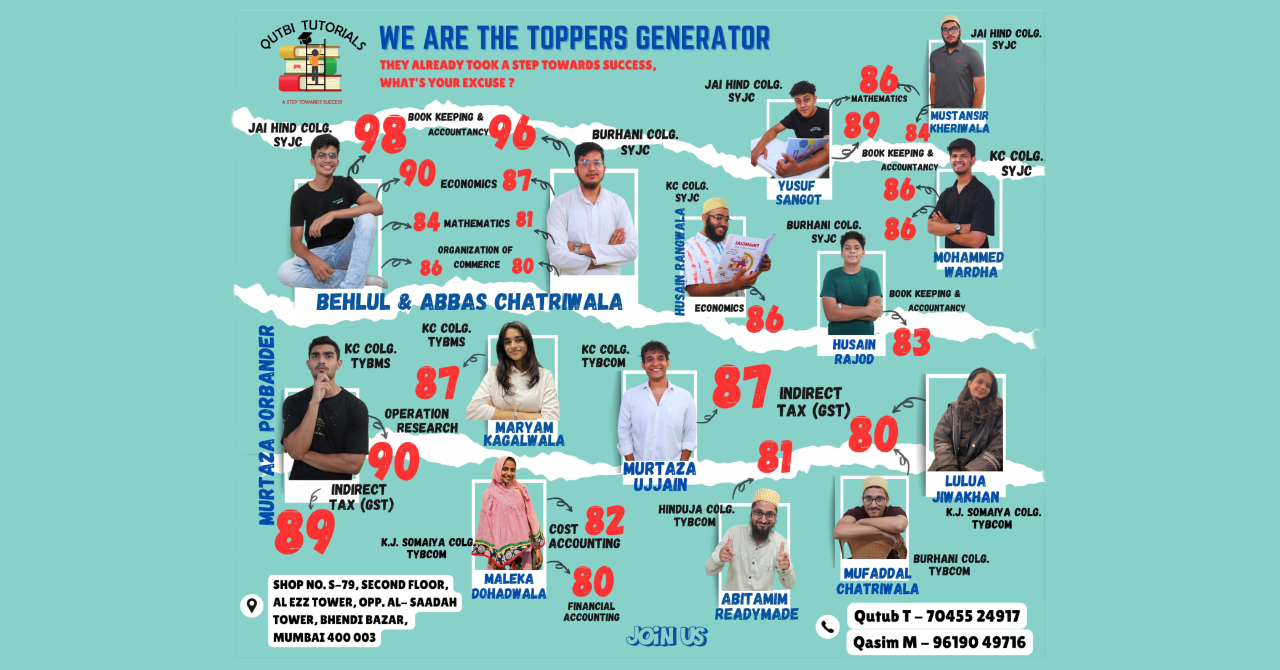 QUTBI TUTORIALS
A STEP TOWARDS SUCCESS
WE ARE THE TOPPERS GENERATOR
THEY ALREADY TOOK A STEP TOWARDS SUCCESS,
WHAT'S YOUR EXCUSE ?
JAI HIND COLG.
SYJC
98
BOOK KEEPING &
ACCOUNTANCY
96
BURHANI COLG.
SYJC
90 ECONOMICS 87
84 MATHEMATICS 81
ORGANIZATION OF
COMMERCE
86
80
BEHLUL & ABBAS CHATRIWALA
JAI HIND COLG.
SYJC
86
MATHEMATICS
89
YUSUF
SANGOT
JAI HIND COLG.
SYJC
84
MUSTANSIR
KHERIWALA
BOOK KEEPING &
ACCOUNTANCY
KC COLG.
SYJC
86
86
MOHAMMED
WARDHA
KC COLG.
SYJC
HUSAIN RANGWALA
ECONOMICS
86
BURHANI COLG.
SYJC
BOOK KEEPING &
ACCOUNTANCY
83
HUSAIN
RAJOD
MURTAZA PORBANDER
KC COLG.
TYBMS
OPERATION
RESEARCH
90
INDIRECT
TAX (GST)
89
KC COLG.
TYBMS
87
MARYAM
KAGALWALA
KC COLG.
TYBCOM
87
INDIRECT
TAX (GST)
MURTAZA
UJJAIN
80
LULUA
JIWAKHAN
K.J. SOMAIYA COLG.
TYBCOM
81
HINDUJA COLG.
TYBCOM
ABITAMIM
READYMADE
MUFADDAL
CHATRIWALA
BURHANI COLG.
TYBCOM
K.J. SOMAIYA COLG.
TYBCOM
COST
ACCOUNTING
82
80
FINANCIAL
ACCOUNTING
MALEKA
DOHADWALA
SHOP NO. S-79, SECOND FLOOR,
AL EZZ TOWER, OPP. AL- SAADAH
TOWER, BHENDI BAZAR,
MUMBAI 400 003
JOIN US
Qutub T - 70455 24917
Qasim M - 96190 49716